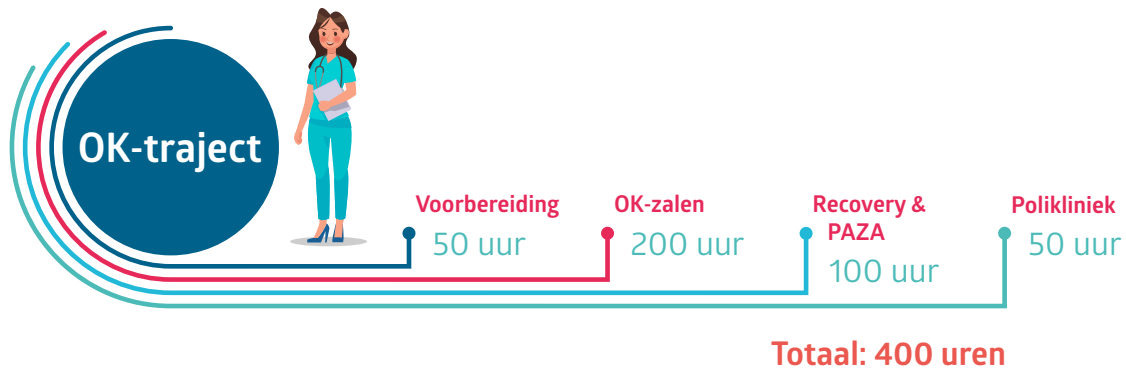 OK-traject
Voorbereiding
50 uur
OK-zalen
200 uur
Recovery &
PAZA
100 uur
Polikliniek
50 uur
Totaal: 400 uren